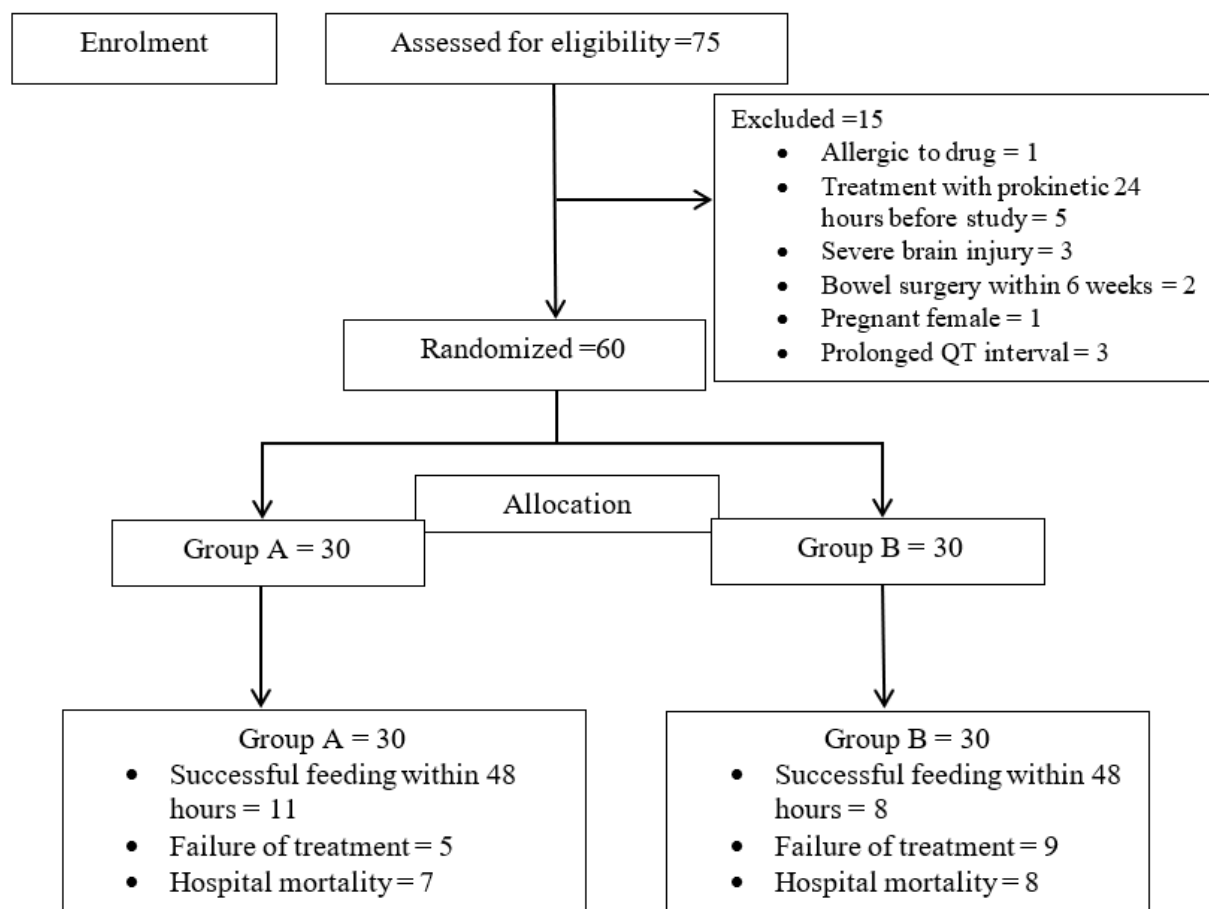 Enrolment
Assessed for eligibility =75
Excluded =15
• Allergic to drug = 1
• Treatment with prokinetic 24
hours before study = 5
• Severe brain injury = 3
• Bowel surgery within 6 weeks = 2
• Pregnant female = 1
• Prolonged QT interval = 3
Randomized =60
Allocation
Group A = 30
Group B = 30
Group A = 30
• Successful feeding within 48
hours = 11
• Failure of treatment = 5
• Hospital mortality = 7
Group B = 30
• Successful feeding within 48
hours = 8
• Failure of treatment = 9
• Hospital mortality = 8